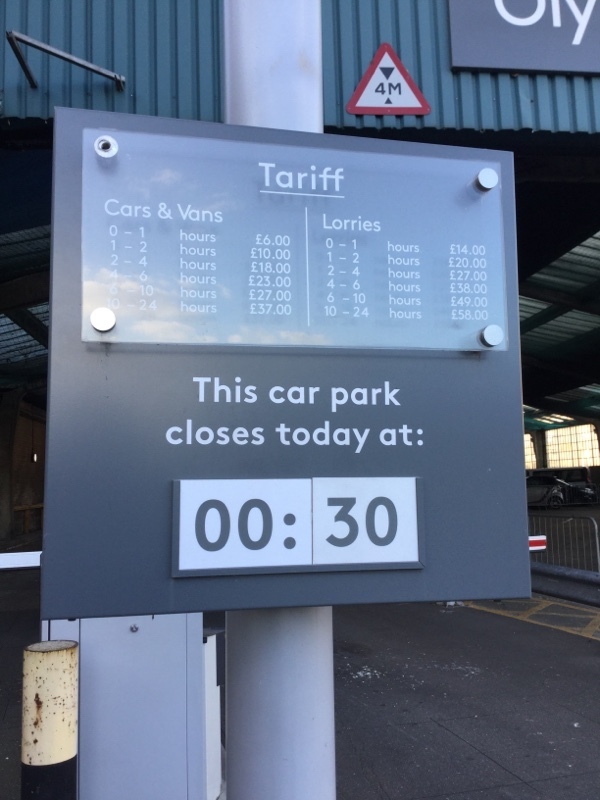 Oly
4M
Tariff
Cars & Vans
0 - 1 hours £6.00
1 - 2 hours £10.00
2 - 4 hours £18.00
4 - 6 hours £23.00
6 - 10 hours £27.00
10 - 24 hours £37.00
Lorries
0 - 1 hours £14.00
1 - 2 hours £20.00
2 - 4 hours £27.00
4 - 6 hours £38.00
6 - 10 hours £49.00
10 - 24 hours £58.00
This car park
closes today at:
00:30